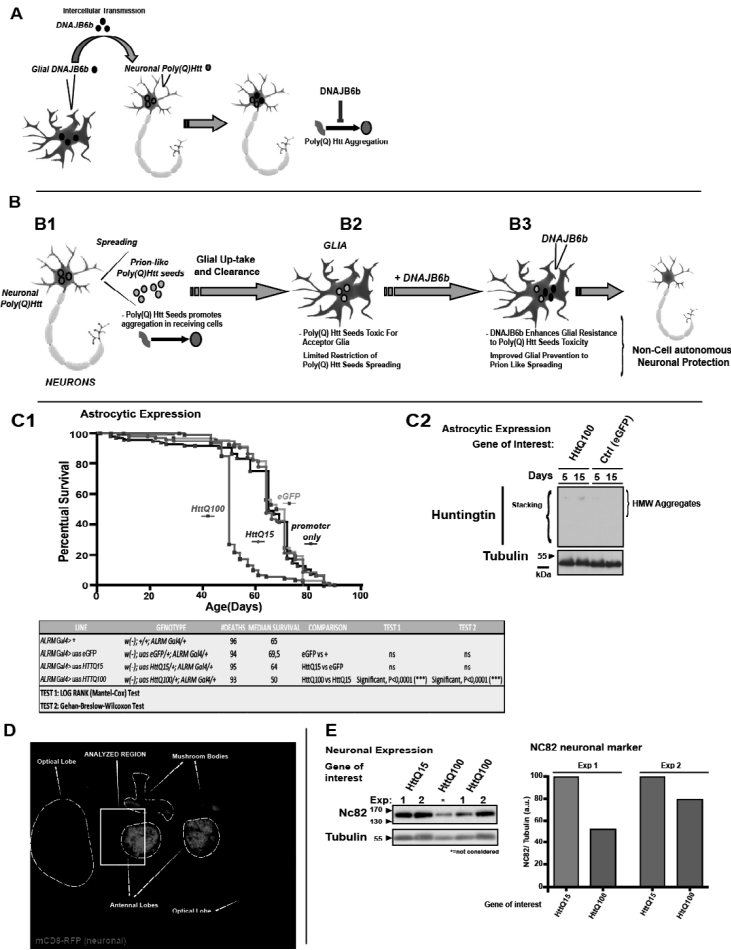 A
Intercellular Transmission
DNAJB6b
Glial DNAJB6b
Neuronal Poly(Q)Htt
DNAJB6b
Poly(Q) Htt Aggregation
B
B1
B2
B3
Spreading
Prion-like
Poly(Q)Htt seeds
Neuronal
Poly(Q)Htt
- Poly(Q) Htt Seeds promotes
aggregation in receiving cells
NEURONS
Glial Up-take
and Clearance
GLIA
- Poly(Q) Htt Seeds Toxic For
Acceptor Glia
Limited Restriction of
Poly(Q) Htt Seeds Spreading
+ DNAJB6b
DNAJB6b
- DNAJB6b Enhances Glial Resistance
to Poly(Q) Htt Seeds Toxicity
Improved Glial Prevention to
Prion Like Spreading
Non-Cell autonomous
Neuronal Protection
C1
Astrocytic Expression
Percentual Survival
100
80
60
40
20
0
0 20 40 60 80 100
Age(Days)
HttQ100
HttQ15
eGFP
promoter
only
LINE GENOTYPE #DEATHS MEDIAN SURVIVAL COMPARISON TEST 1 TEST 2
ALRM Gal4> + w(-); +/+; ALRM Gal4/+ 96 65
ALRM Gal4> uas eGFP w(-); uas eGFP/+; ALRM Gal4/+ 94 69,5 eGFP vs + ns ns
ALRM Gal4> uas HTTQ15 w(-); uas HttQ15/+; ALRM Gal4/+ 95 64 HttQ15 vs eGFP ns ns
ALRM Gal4> uas HTTQ100 w(-); uas HttQ100/+; ALRM Gal4/+ 93 50 HttQ100 vs HttQ15 Significant, P<0,0001 (***) Significant, P<0,0001 (***)
TEST 1: LOG RANK (Mantel-Cox) Test
TEST 2: Gehan-Breslow-Wilcoxon Test
C2
Astrocytic Expression
Gene of Interest:
HttQ100
Ctrl (eGFP)
Days 5 15 5 15
Huntingtin
Stacking
HMW Aggregates
Tubulin
55
kDa
D
Optical Lobe
ANALYZED REGION
Mushroom Bodies
Antennal Lobes
Optical Lobe
mCD8-RFP (neuronal)
E
Neuronal Expression
Gene of
interest
HttQ15
HttQ100
HttQ100
Exp: 1 2 * 1 2
Nc82
170
130
Tubulin
55
*=not considered
NC82 neuronal marker
Exp 1
Exp 2
NC82/ Tubulin (a.u.)
100
80
60
40
20
0
Gene of interest
HttQ15
HttQ100
HttQ15
HttQ100